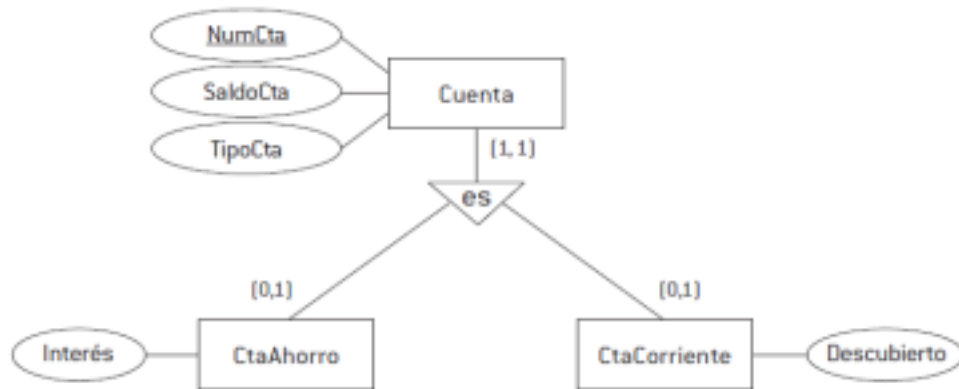 NumCta
SaldoCta
TipoCta
Cuenta
(1, 1)
es
(0,1)
(0,1)
Interés
CtaAhorro
CtaCorriente
Descubierto